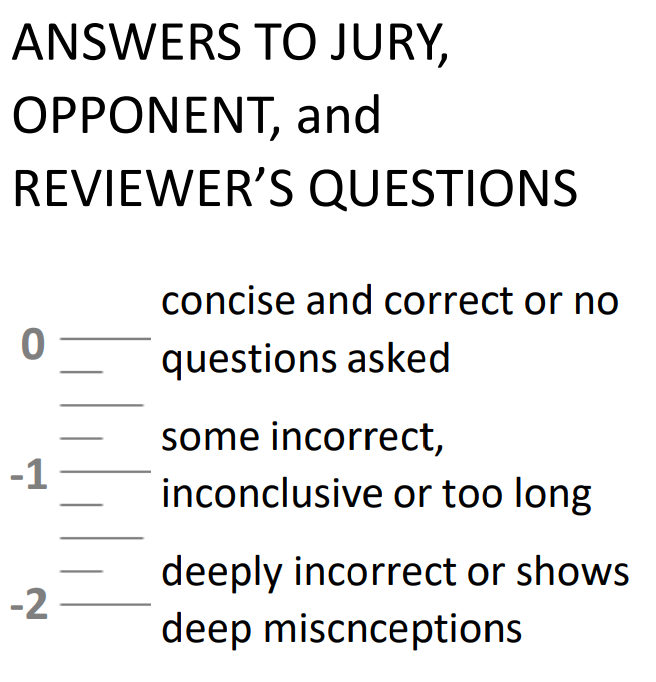 ANSWERS TO JURY,
OPPONENT, and
REVIEWER’S QUESTIONS
concise and correct or no
0
questions asked
some incorrect,
-1
inconclusive or too long
deeply incorrect or shows
-2
deep miscnceptions